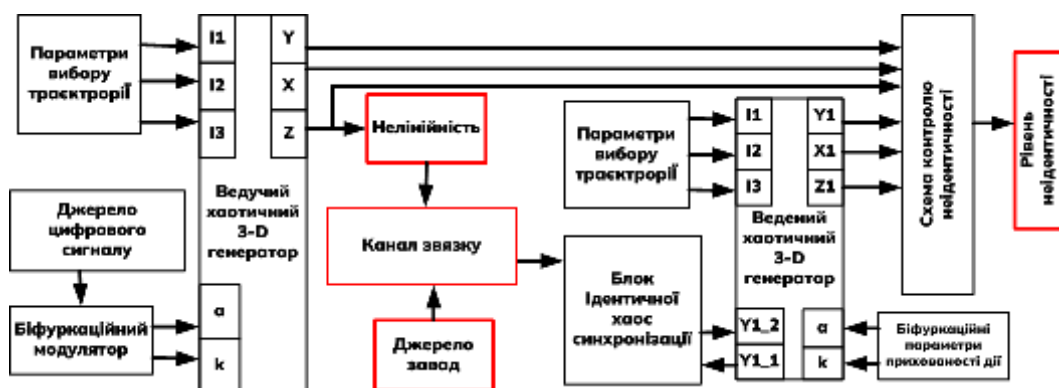 Параметри
вибору
траєктрорії
I1
I2
I3
Y
X
Z
Ведучий
хаотичний
3-D
генератор
a
k
Джерело
цифрового
сигналу
Біфуркаційний
модулятор
Нелінійність
Канал звязку
Джерело
завад
Параметри
вибору
траєктрорії
I1
I2
I3
Y1
X1
Z1
Ведений
хаотичний
3-D
генератор
Y1_2
Y1_1
a
k
Блок
Ідентичної
хаос
синхронізації
Біфуркаційні
параметри
прихованості дії
Схема контролю
неідентичності
Рівень
неідентичності